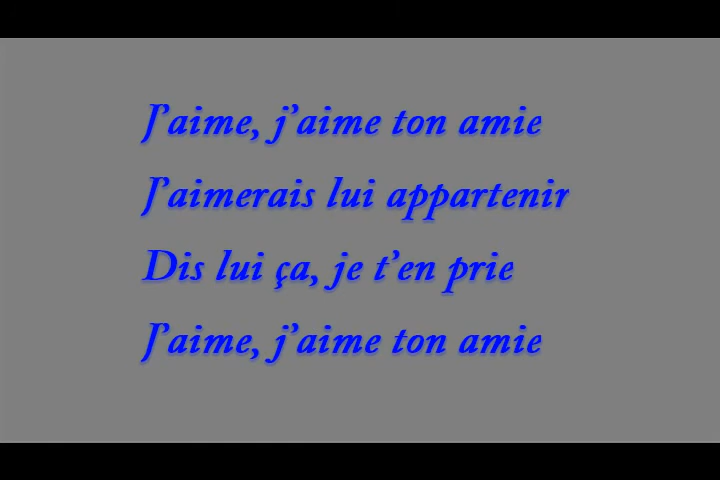 J’aime, j’aime ton amie
J’aimerais lui appartenir
Dis lui ça, je t’en prie
J’aime, j’aime ton amie